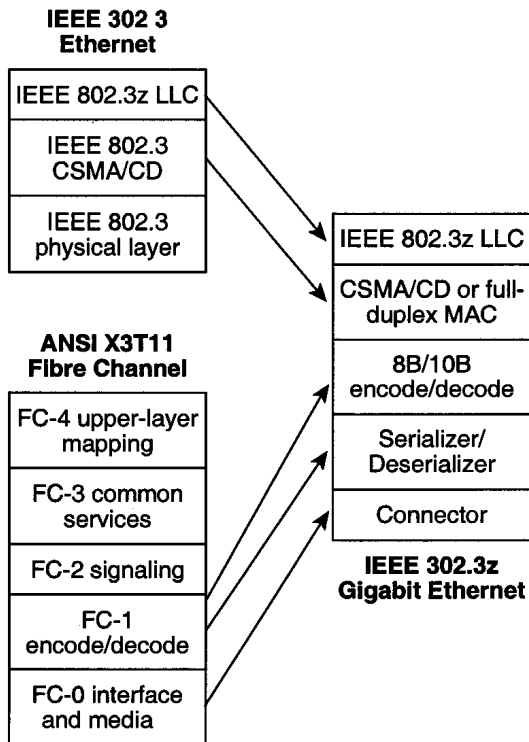 IEEE 302 3
Ethernet
IEEE 802.3z LLC
IEEE 802.3
CSMA/CD
IEEE 802.3
physical layer
ANSI X3T11
Fibre Channel
FC-4 upper-layer
mapping
FC-3 common
services
FC-2 signaling
FC-1
encode/decode
FC-0 interface
and media
IEEE 802.3z LLC
CSMA/CD or full-
duplex MAC
8B/10B
encode/decode
Serializer/
Deserializer
Connector
IEEE 302.3z
Gigabit Ethernet